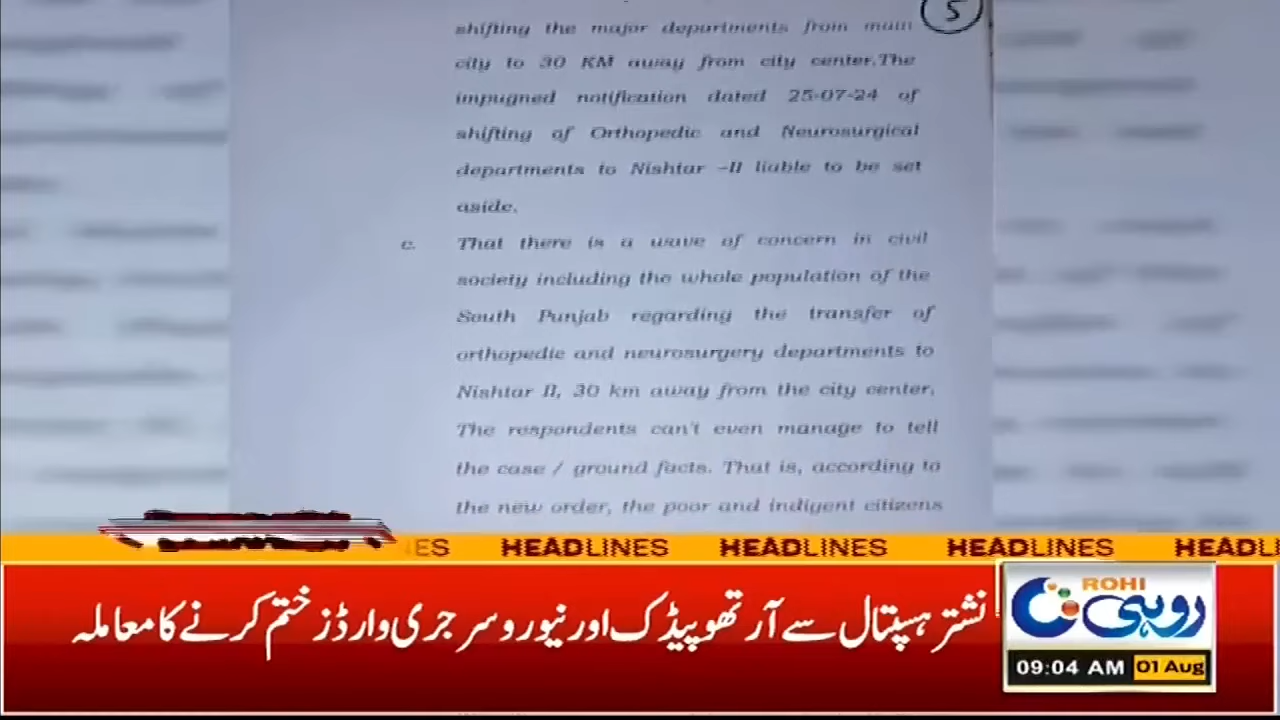 5
shifting the major departments from main
city to 30 KM away from city center.The
impugned notification dated 25-07-24 of
shifting of Orthopedic and Neurosurgical
departments to Nishtar -II liable to be set
aside.
c. That there is a wave of concern in civil
society including the whole population of the
South Punjab regarding the transfer of
orthopedic and neurosurgery departments to
Nishtar II, 30 km away from the city center.
The respondents can't even manage to tell
the case / ground facts. That is, according to
the new order, the poor and indigent citizens
ES HEADLINES HEADLINES HEADLINES HEADLI
نشتر ہسپتال سے آرتھوپیڈک اور نیورو سرجری وارڈز ختم کرنے کا معاملہ
ROHI
روہی
09:04 AM 01 Aug